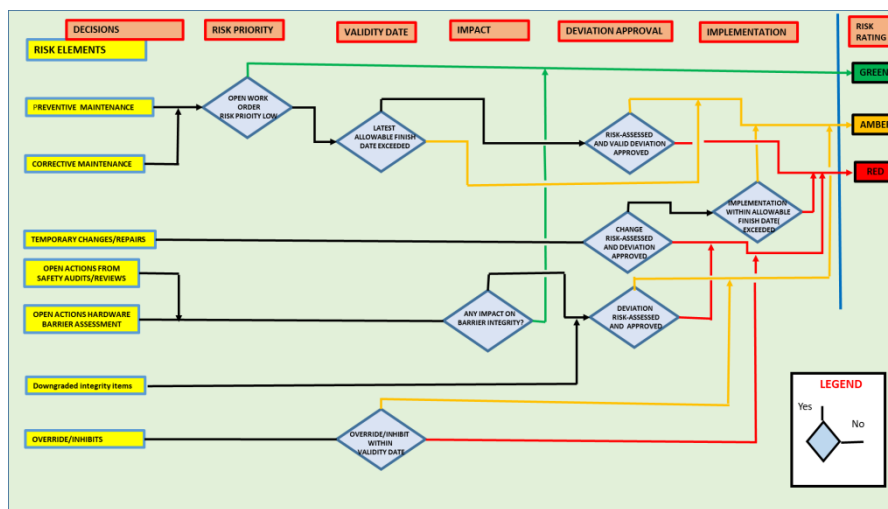 DECISIONS
RISK PRIORITY
VALIDITY DATE
IMPACT
DEVIATION APPROVAL
IMPLEMENTATION
RISK
RATING
RISK ELEMENTS
GREEN
PREVENTIVE MAINTENANCE
OPEN WORK
ORDER
RISK PRIOITY LOW
LATEST
ALLOWABLE FINISH
DATE EXCEEDED
RISK-ASSESSED
AND VALID DEVIATION
APPROVED
AMBER
CORRECTIVE MAINTENANCE
RED
IMPLEMENTATION
WITHIN ALLOWABLE
FINISH DATE(
EXCEEDED
TEMPORARY CHANGES/REPAIRS
CHANGE
RISK-ASSESSED
AND DEVIATION
APPROVED
OPEN ACTIONS FROM
SAFETY AUDITS/REVIEWS
OPEN ACTIONS HARDWARE
BARRIER ASSESSMENT
ANY IMPACT ON
BARRIER INTEGRITY?
DEVIATION
RISK-ASSESSED
AND APPROVED
Downgraded integrity items
OVERRIDE/INHIBITS
OVERRIDE/INHIBIT
WITHIN
VALIDITY DATE
LEGEND
Yes
No